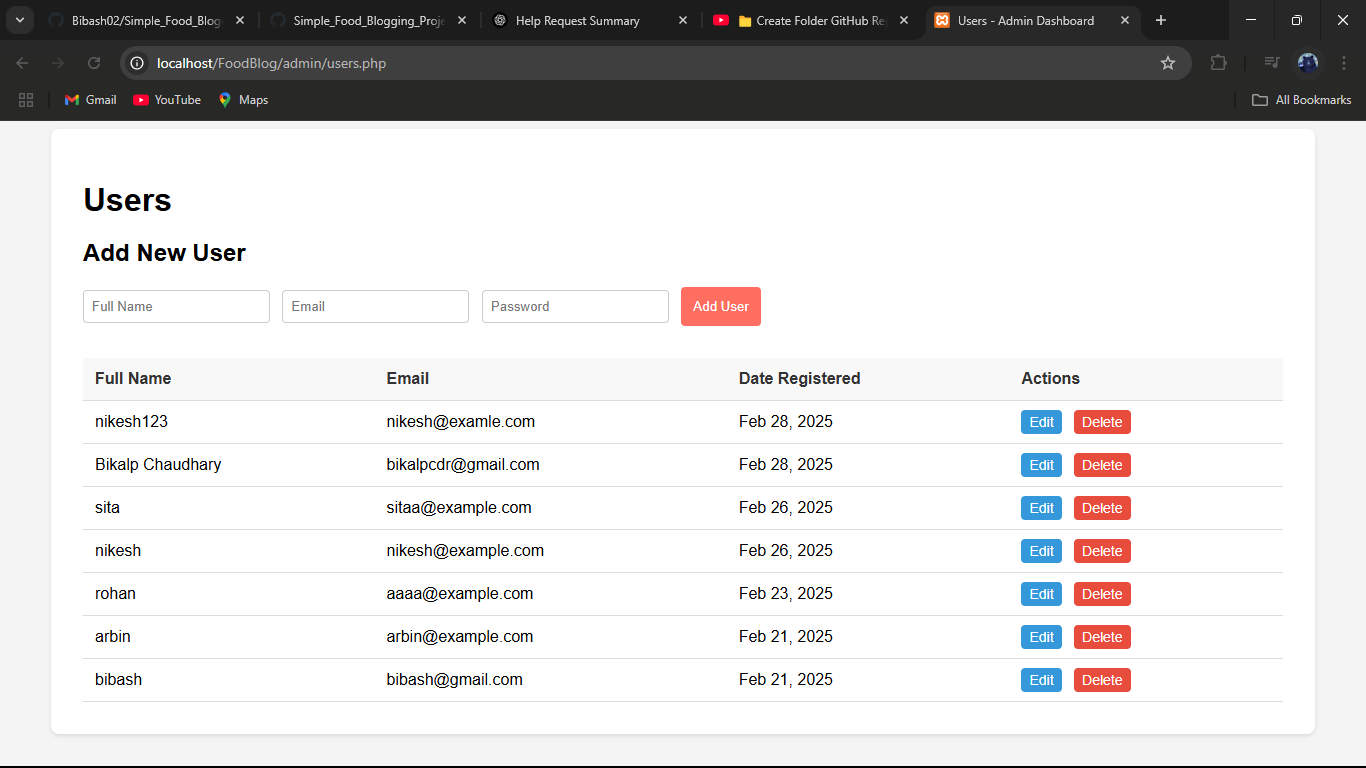 Bibash02/Simple_Food_Blog
Simple_Food_Blogging_Proje
Help Request Summary
Create Folder GitHub Re
Users - Admin Dashboard
localhost/FoodBlog/admin/users.php
Gmail YouTube Maps All Bookmarks
Users
Add New User
Full Name Email Password Add User
Full Name Email Date Registered Actions
nikesh123 nikesh@examle.com Feb 28, 2025 Edit Delete
Bikalp Chaudhary bikalpcdr@gmail.com Feb 28, 2025 Edit Delete
sita sitaa@example.com Feb 26, 2025 Edit Delete
nikesh nikesh@example.com Feb 26, 2025 Edit Delete
rohan aaaa@example.com Feb 23, 2025 Edit Delete
arbin arbin@example.com Feb 21, 2025 Edit Delete
bibash bibash@gmail.com Feb 21, 2025 Edit Delete